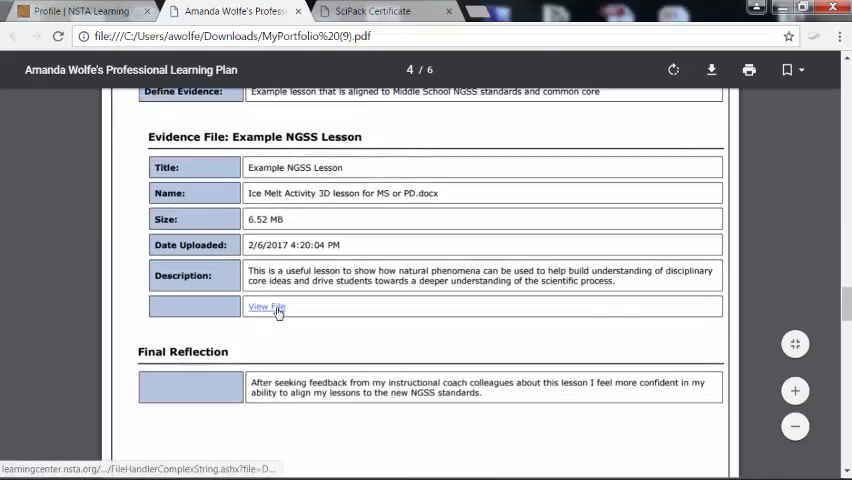 Profile | NSTA Learning
Amanda Wolfe's Profess
SciPack Certificate
file:///C:/Users/awolfe/Downloads/MyPortfolio%20(9).pdf
Amanda Wolfe's Professional Learning Plan
4 / 6
Define Evidence: Example lesson that is aligned to Middle School NGSS standards and common core
Evidence File: Example NGSS Lesson
Title: Example NGSS Lesson
Name: Ice Melt Activity 3D lesson for MS or PD.docx
Size: 6.52 MB
Date Uploaded: 2/6/2017 4:20:04 PM
Description: This is a useful lesson to show how natural phenomena can be used to help build understanding of disciplinary
core ideas and drive students towards a deeper understanding of the scientific process.
View File
Final Reflection
After seeking feedback from my instructional coach colleagues about this lesson I feel more confident in my
ability to align my lessons to the new NGSS standards.
learningcenter.nsta.org/.../FileHandlerComplexString.ashx?file=D...